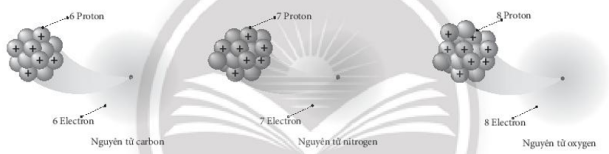 6 Proton
6 Electron
Nguyên tử carbon
7 Proton
7 Electron
Nguyên tử nitrogen
8 Proton
8 Electron
Nguyên tử oxygen